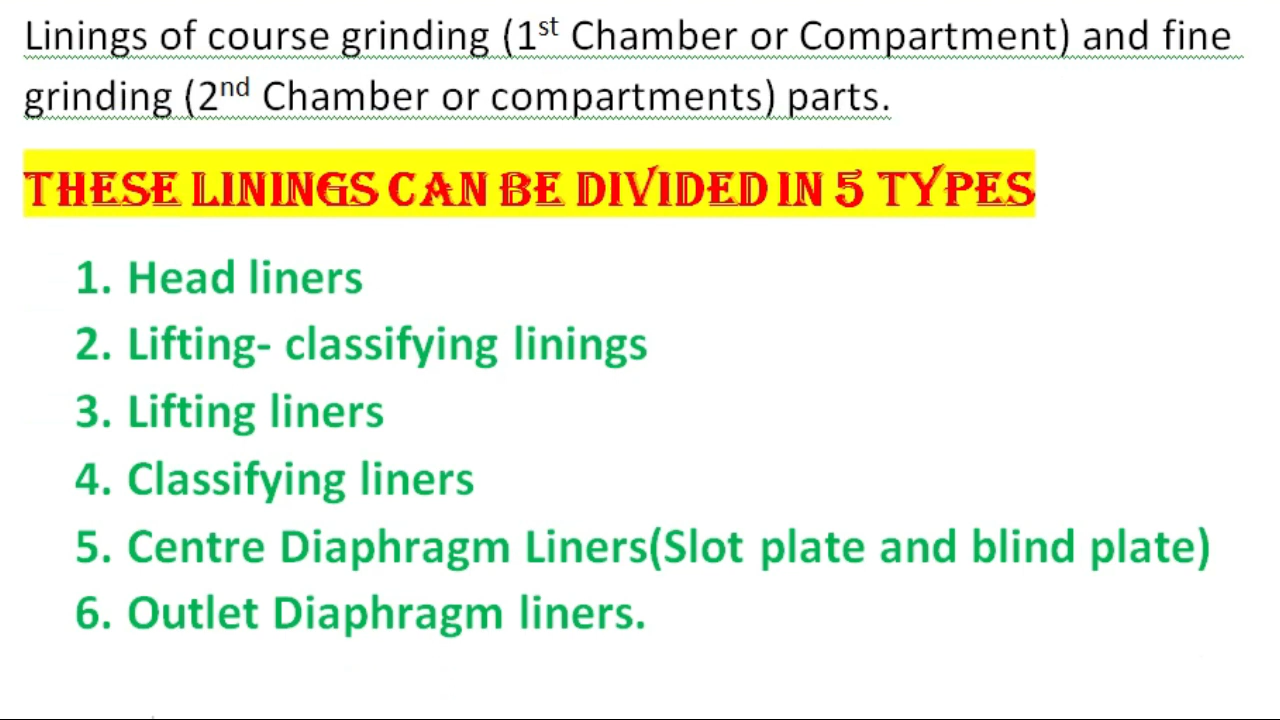 Linings of course grinding (1st Chamber or Compartment) and fine
grinding (2nd Chamber or compartments) parts.
THESE LININGS CAN BE DIVIDED IN 5 TYPES
1. Head liners
2. Lifting- classifying linings
3. Lifting liners
4. Classifying liners
5. Centre Diaphragm Liners(Slot plate and blind plate)
6. Outlet Diaphragm liners.